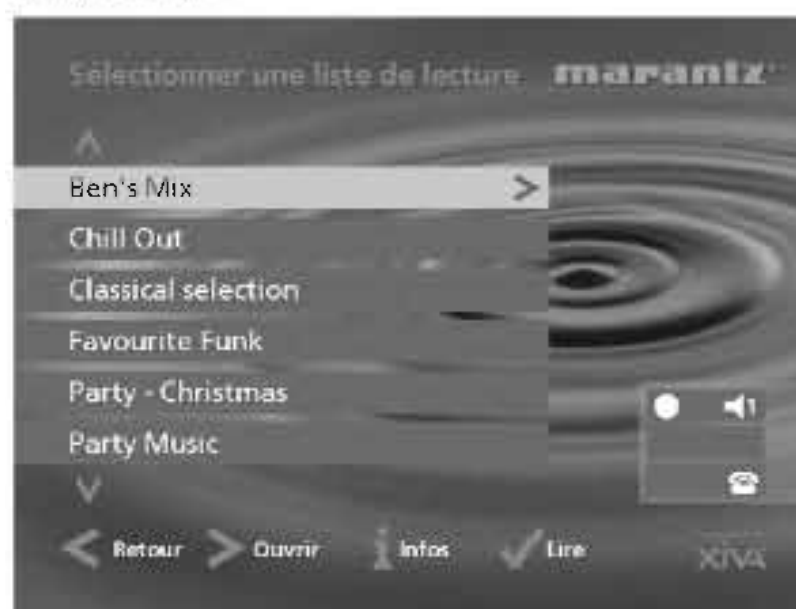 Sélectionner une liste de lecture marantz
Ben's Mix
Chill Out
Classical selection
Favourite Funk
Party - Christmas
Party Music
1
Retour Ouvrir Infos Lire XIVA